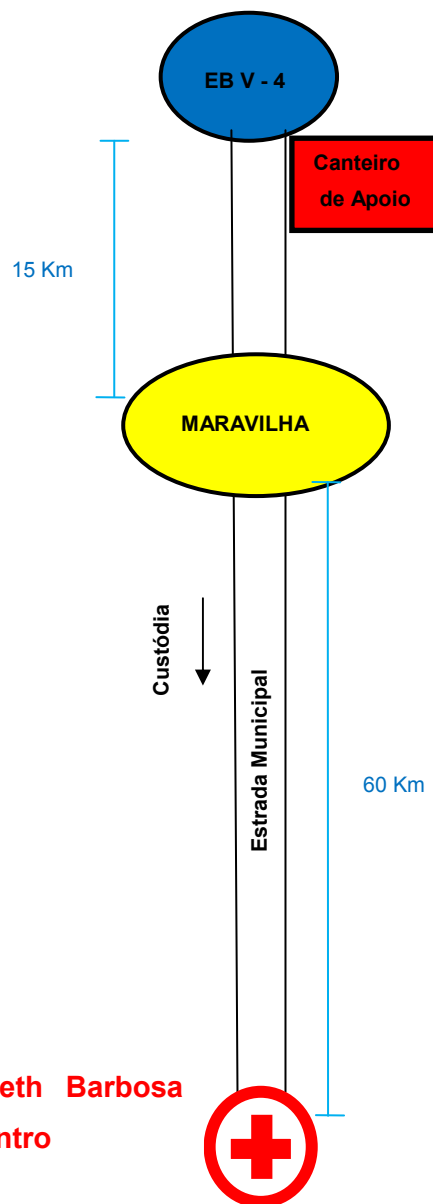 EB V - 4
Canteiro
de Apoio
15 Km
MARAVILHA
Custódia
Estrada Municipal
60 Km
eth Barbosa
ntro